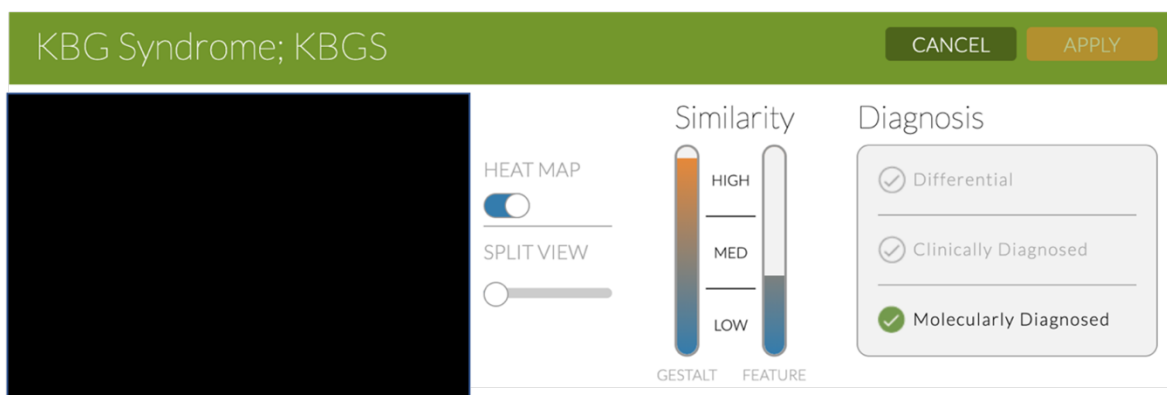 KBG Syndrome; KBGS
CANCEL
APPLY
HEAT MAP
SPLIT VIEW
Similarity
HIGH
MED
LOW
GESTALT
FEATURE
Diagnosis
Differential
Clinically Diagnosed
Molecularly Diagnosed